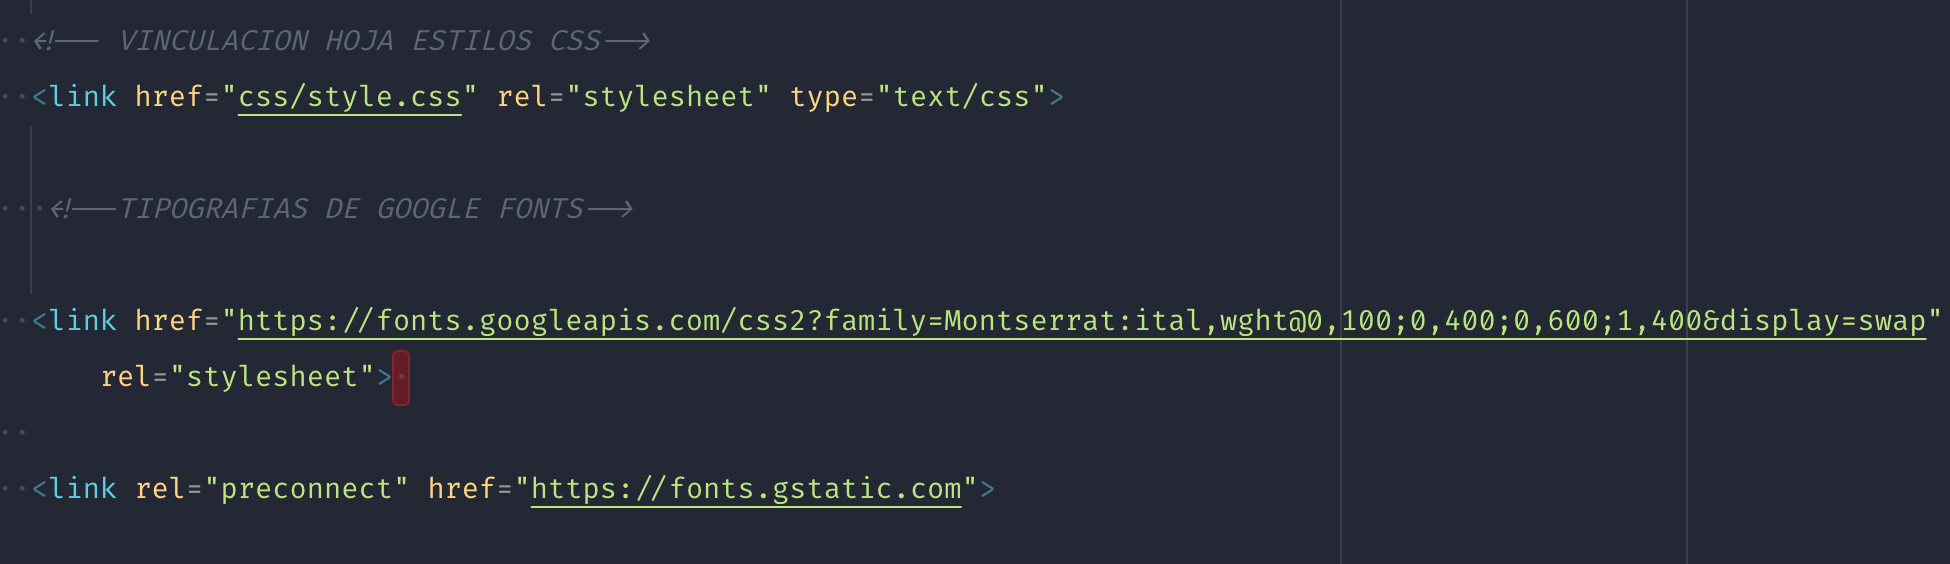 <!-- VINCULACION HOJA ESTILOS CSS-->
<link href="css/style.css" rel="stylesheet" type="text/css">
<!--TIPOGRAFIAS DE GOOGLE FONTS-->
<link href="https://fonts.googleapis.com/css2?family=Montserrat:ital,wght@0,100;0,400;0,600;1,400&display=swap"
rel="stylesheet">
<link rel="preconnect" href="https://fonts.gstatic.com">